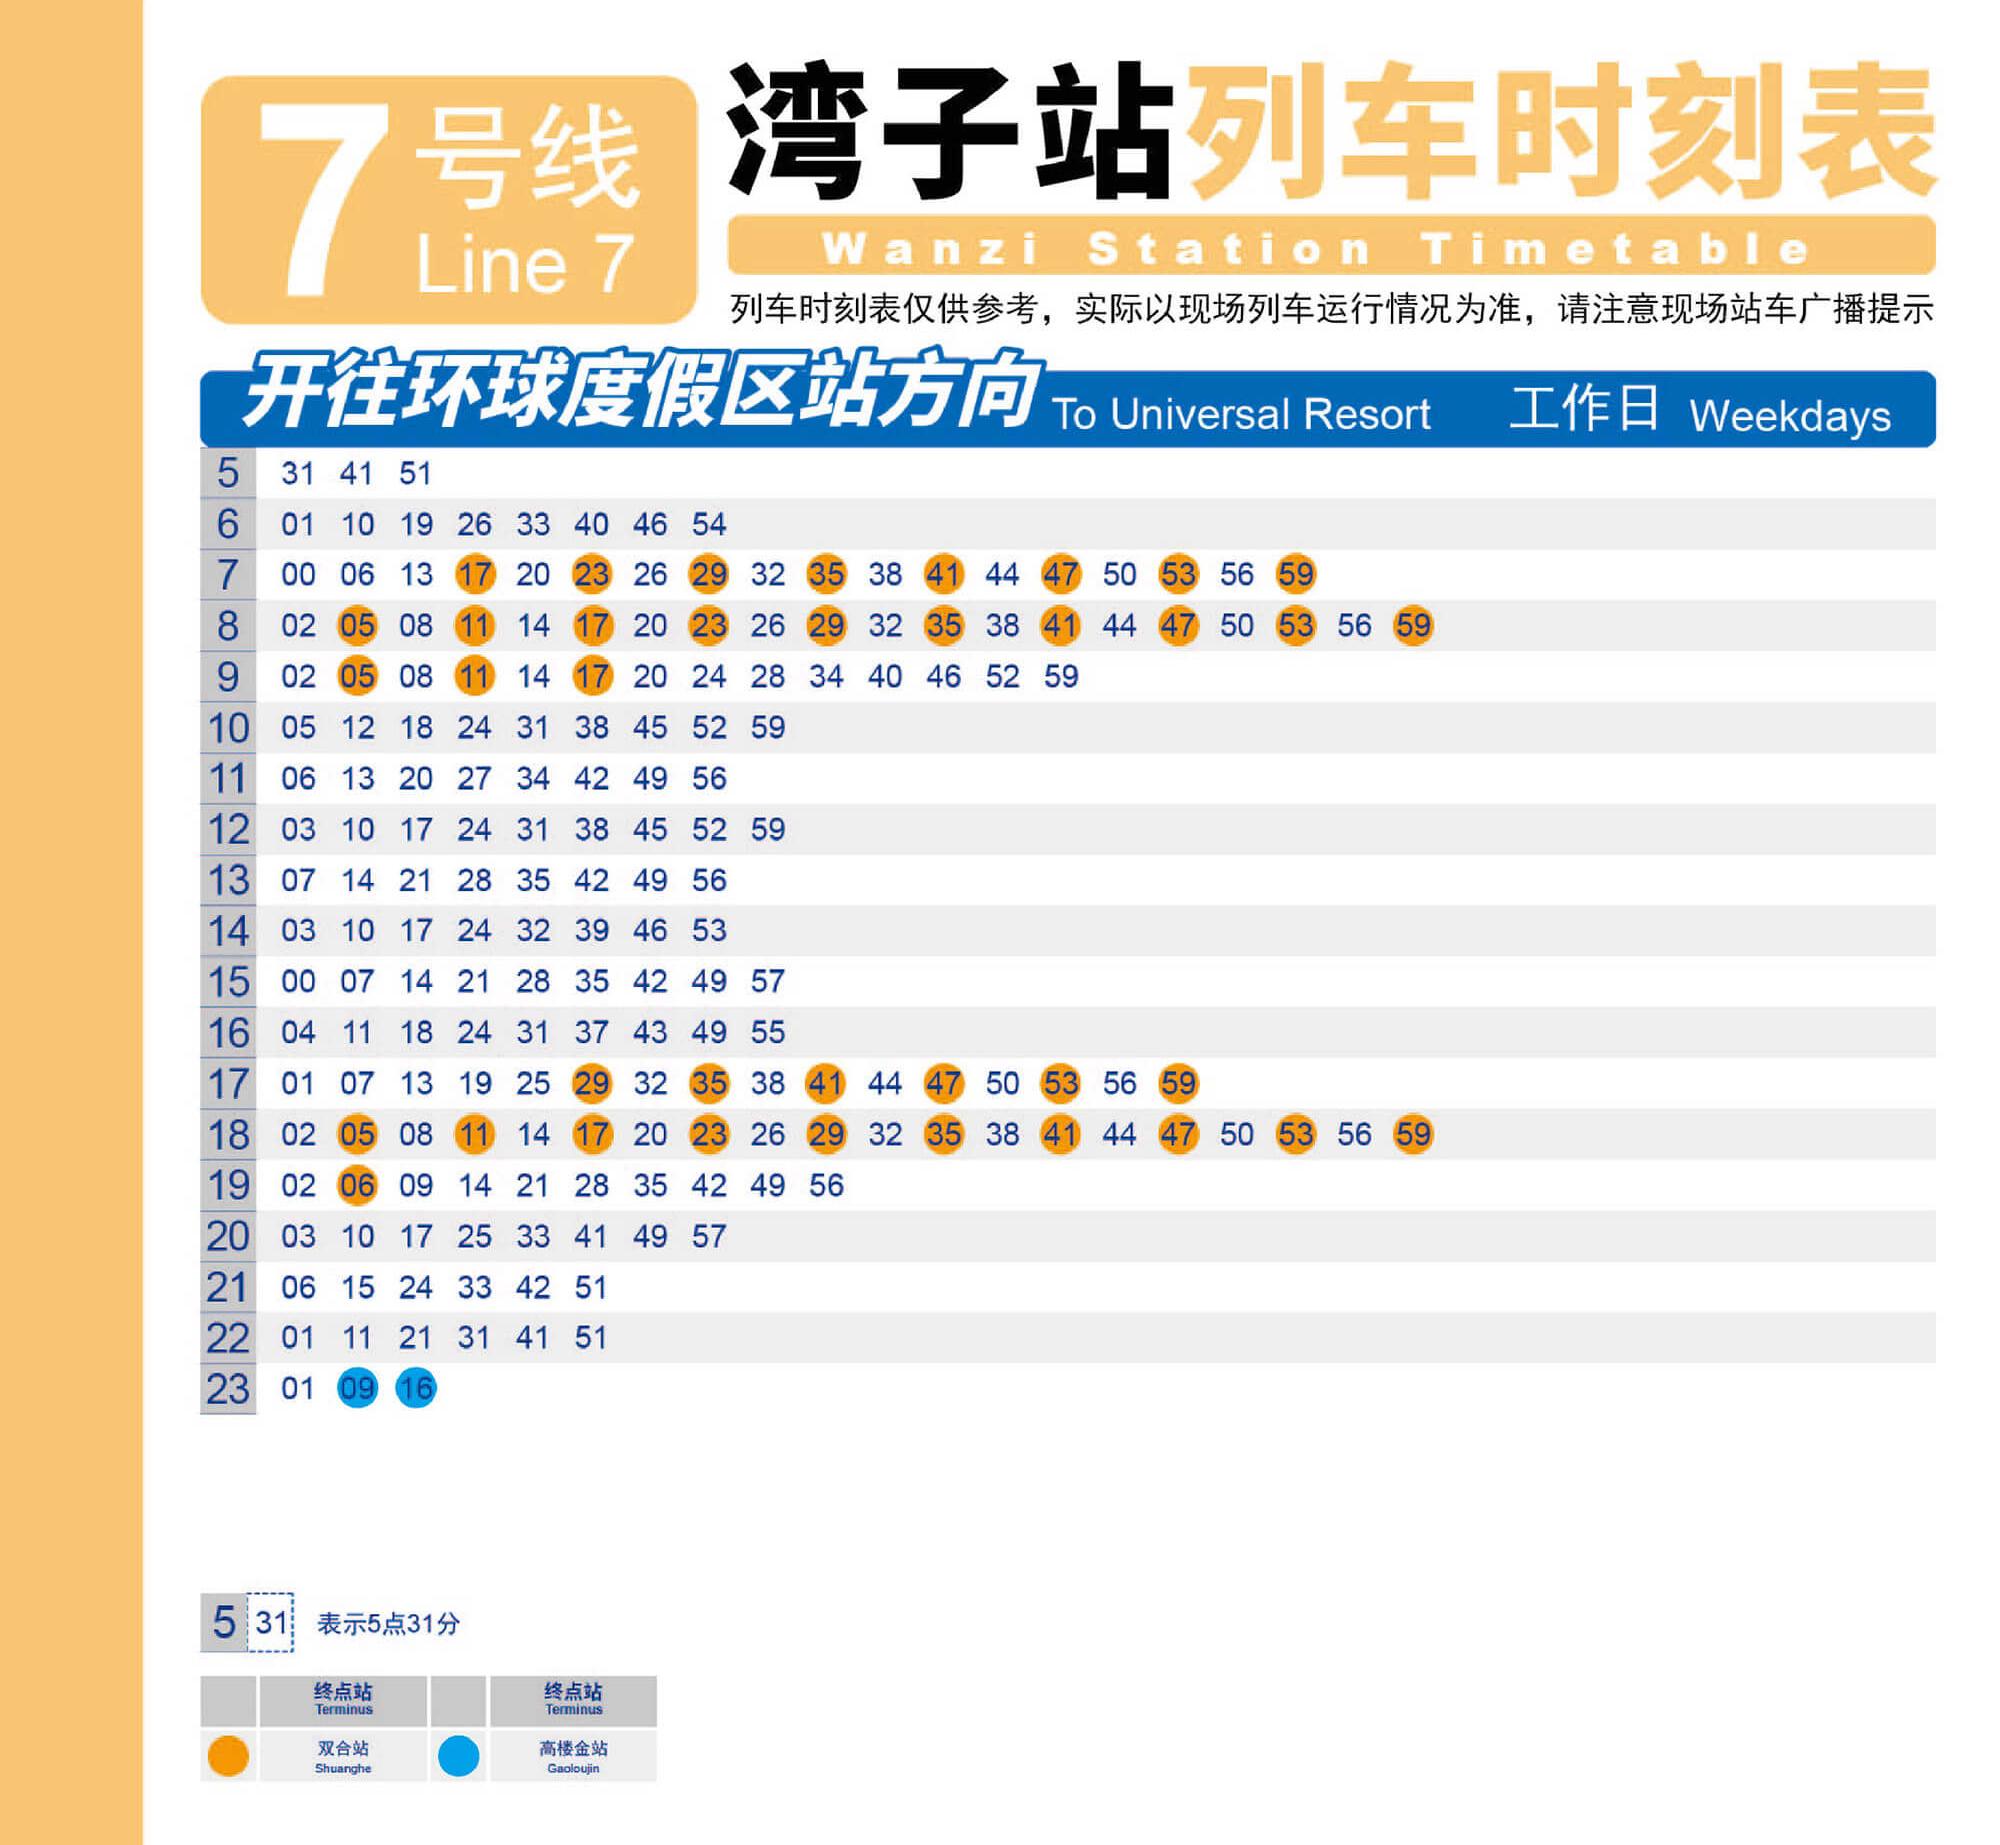 7 号线
Line 7
湾子站列车时刻表
Wanzi Station Timetable
列车时刻表仅供参考，实际以现场列车运行情况为准，请注意现场站车广播提示
开往环球度假区站方向 To Universal Resort 工作日 Weekdays
5 31 41 51
6 01 10 19 26 33 40 46 54
7 00 06 13 17 20 23 26 29 32 35 38 41 44 47 50 53 56 59
8 02 05 08 11 14 17 20 23 26 29 32 35 38 41 44 47 50 53 56 59
9 02 05 08 11 14 17 20 24 28 34 40 46 52 59
10 05 12 18 24 31 38 45 52 59
11 06 13 20 27 34 42 49 56
12 03 10 17 24 31 38 45 52 59
13 07 14 21 28 35 42 49 56
14 03 10 17 24 32 39 46 53
15 00 07 14 21 28 35 42 49 57
16 04 11 18 24 31 37 43 49 55
17 01 07 13 19 25 29 32 35 38 41 44 47 50 53 56 59
18 02 05 08 11 14 17 20 23 26 29 32 35 38 41 44 47 50 53 56 59
19 02 06 09 14 21 28 35 42 49 56
20 03 10 17 25 33 41 49 57
21 06 15 24 33 42 51
22 01 11 21 31 41 51
23 01 09 16
5 31 表示5点31分
终点站 终点站
Terminus Terminus
双合站 高楼金站
Shuanghe Gaoloujin